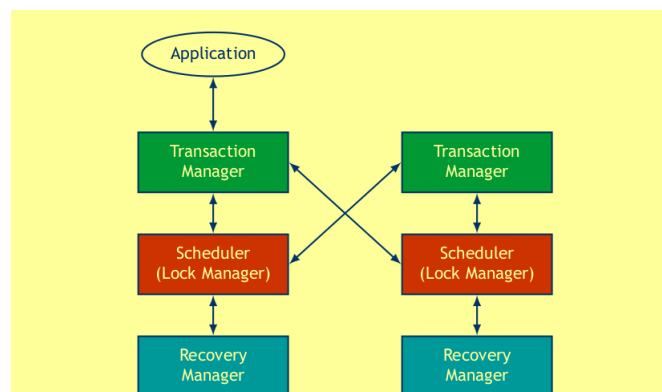 Application
Transaction
Manager
Transaction
Manager
Scheduler
(Lock Manager)
Scheduler
(Lock Manager)
Recovery
Manager
Recovery
Manager